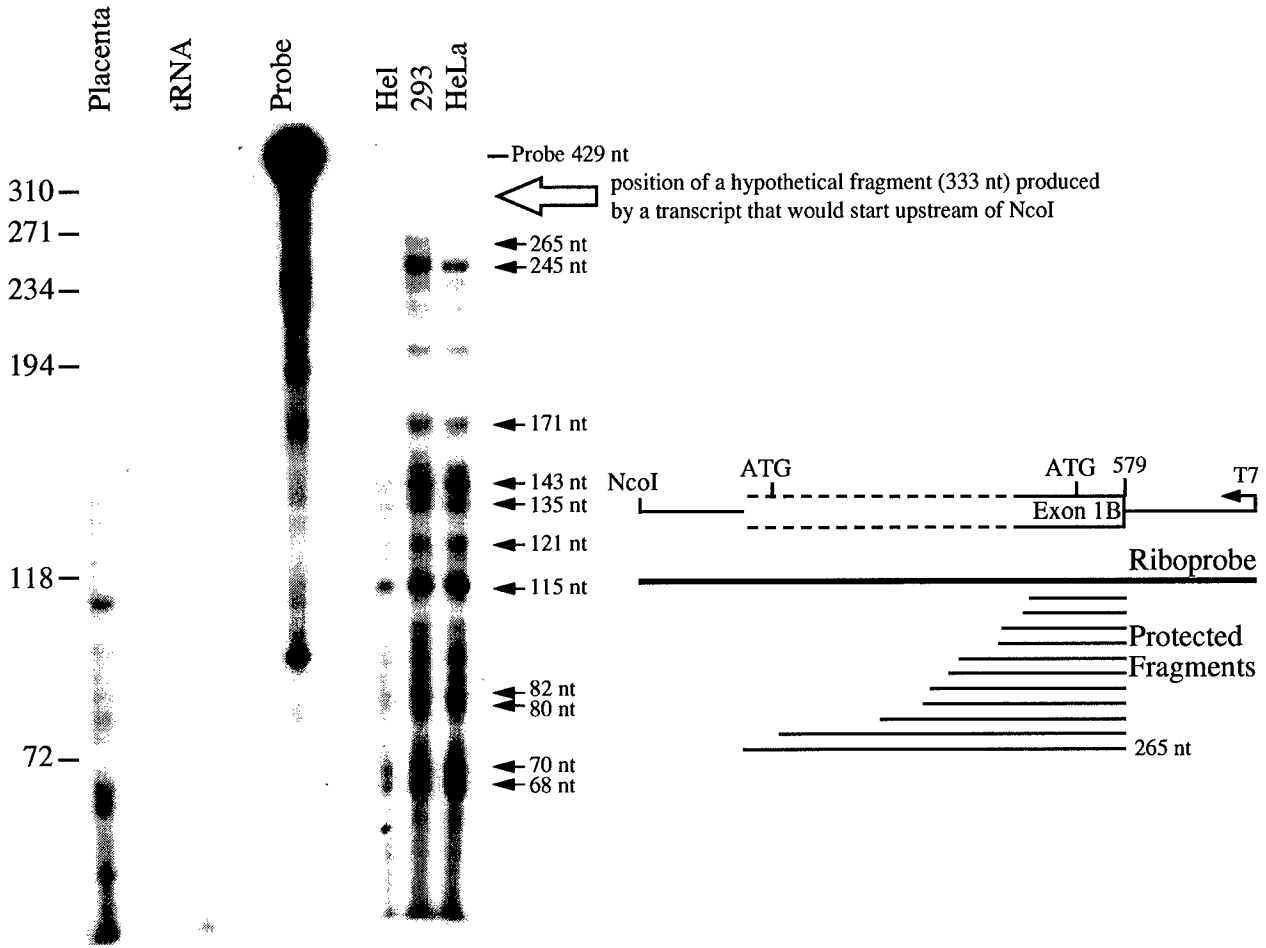 Placenta
tRNA
Probe
Hel
293
HeLa
310
271
234
194
118
72
Probe 429 nt
position of a hypothetical fragment (333 nt) produced
by a transcript that would start upstream of NcoI
265 nt
245 nt
171 nt
143 nt
135 nt
121 nt
115 nt
82 nt
80 nt
70 nt
68 nt
NcoI
ATG
ATG
579
T7
Exon 1B
Riboprobe
Protected
Fragments
265 nt